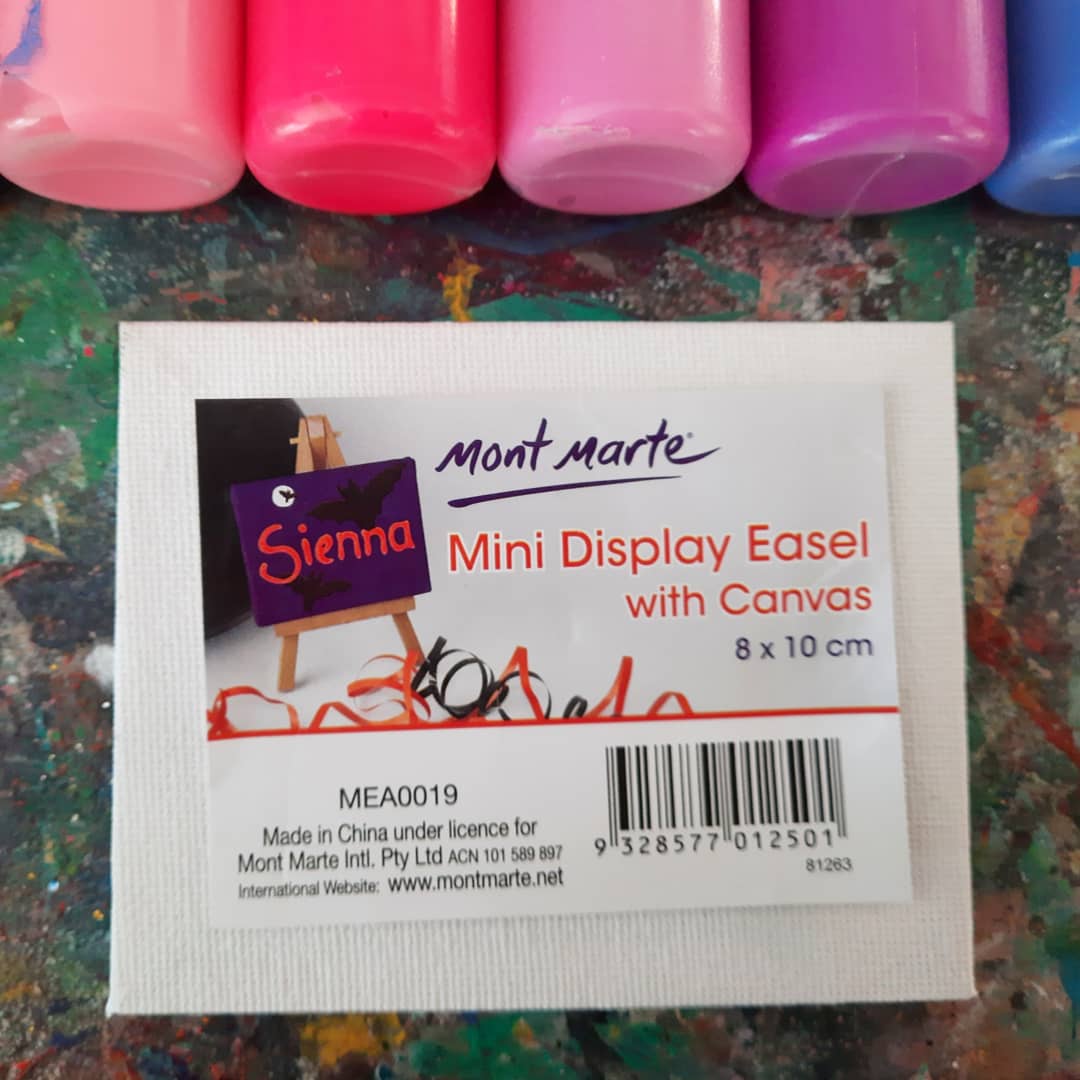 Mont Marte®
Sienna
Mini Display Easel
with Canvas
8 x 10 cm
MEA0019
Made in China under licence for
Mont Marte Intl. Pty Ltd ACN 101 589 897
International Website: www.montmarte.net
9 328577 012501
81263